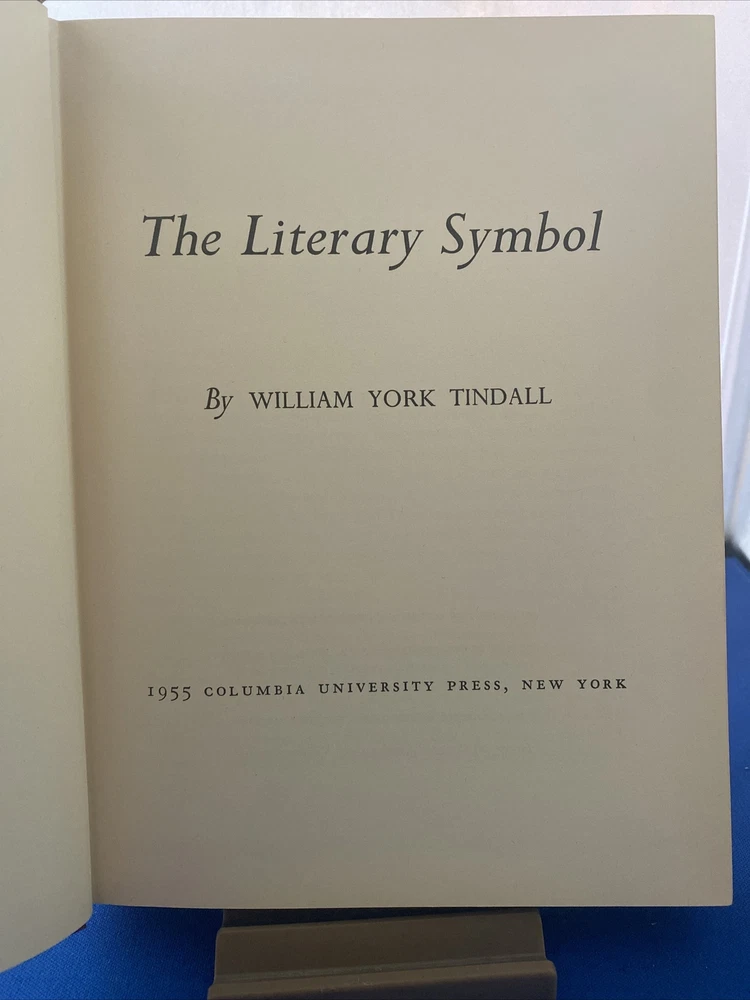 The Literary Symbol
By WILLIAM YORK TINDALL
1955 COLUMBIA UNIVERSITY PRESS, NEW YORK